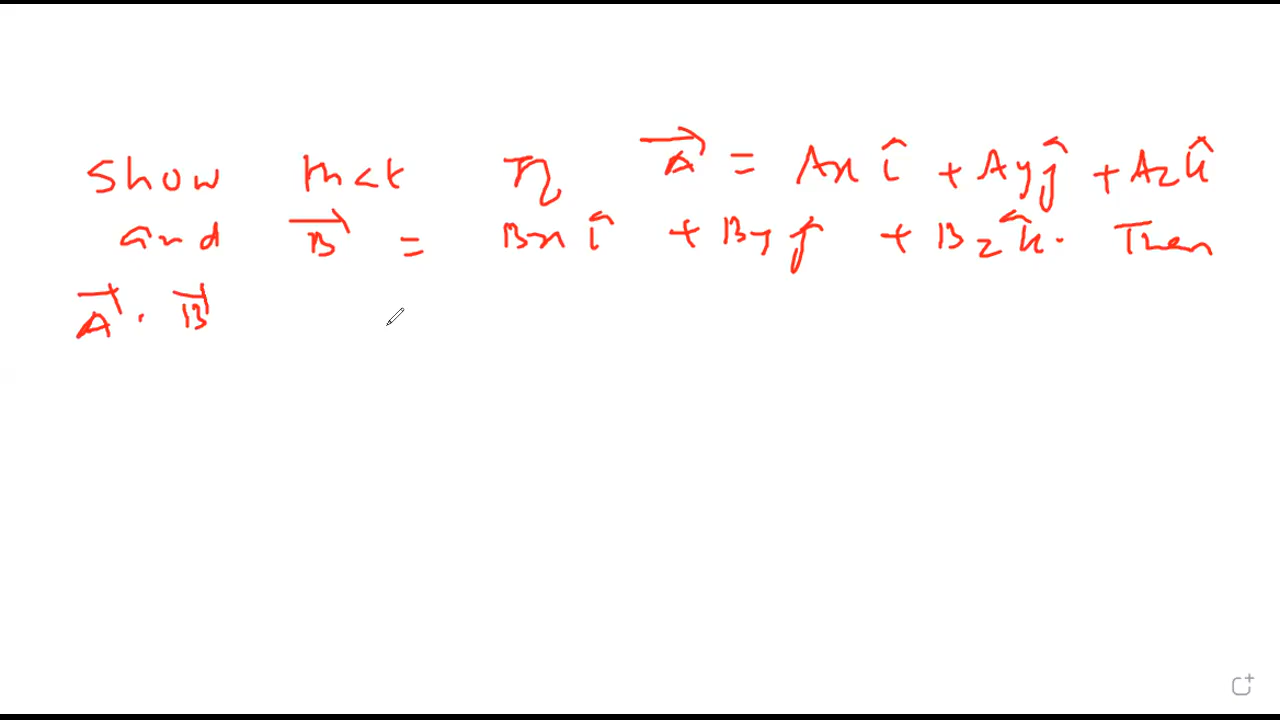 Show that If A⃗ = Ax î + Ay ĵ + Az k̂
and B⃗ = Bx î + By ĵ + Bz k̂. Then
A⃗ . B⃗